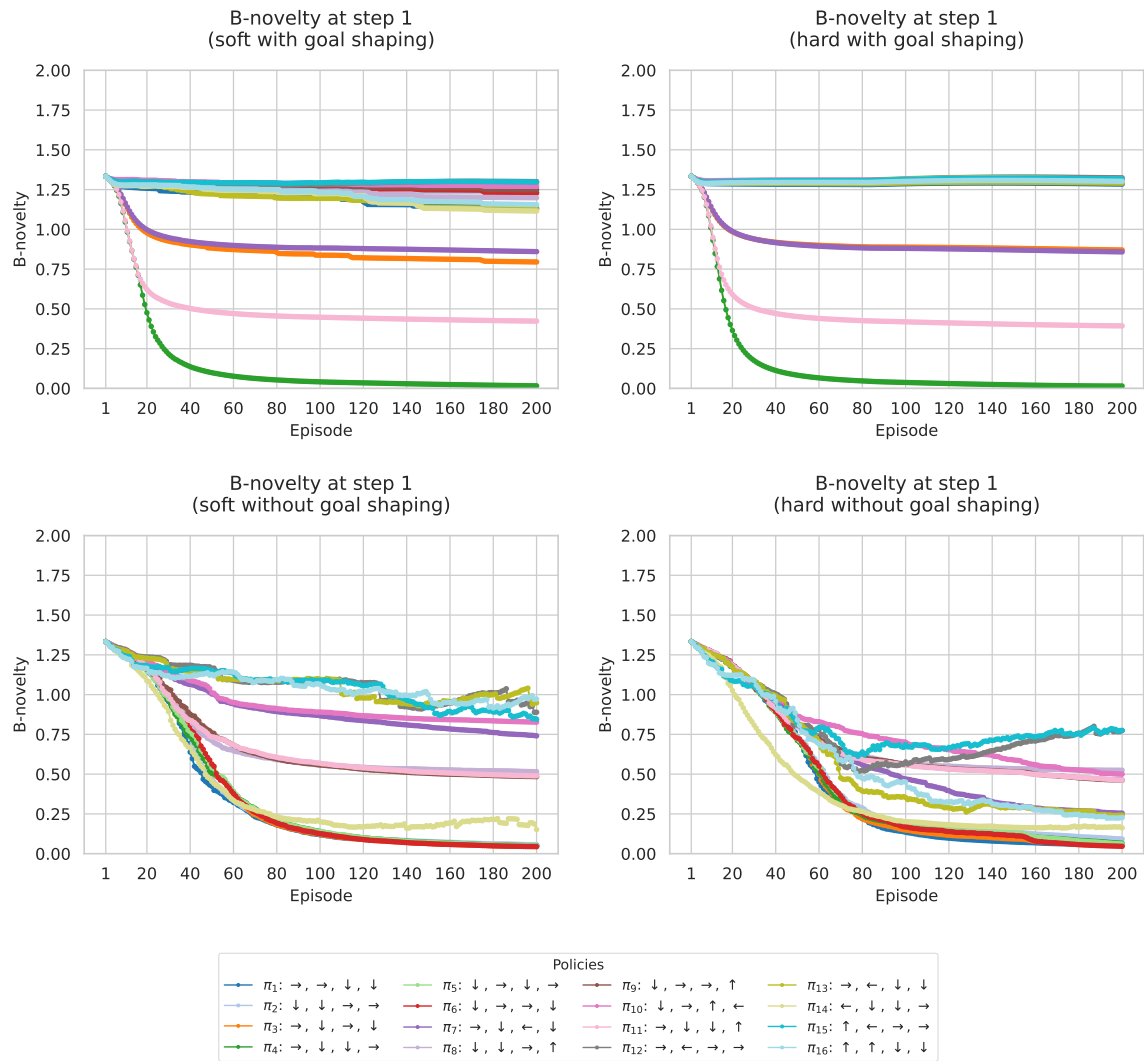 B-novelty at step 1
(soft with goal shaping)
B-novelty
2.00
1.75
1.50
1.25
1.00
0.75
0.50
0.25
0.00
1 20 40 60 80 100 120 140 160 180 200
Episode
B-novelty at step 1
(hard with goal shaping)
B-novelty
2.00
1.75
1.50
1.25
1.00
0.75
0.50
0.25
0.00
1 20 40 60 80 100 120 140 160 180 200
Episode
B-novelty at step 1
(soft without goal shaping)
B-novelty
2.00
1.75
1.50
1.25
1.00
0.75
0.50
0.25
0.00
1 20 40 60 80 100 120 140 160 180 200
Episode
B-novelty at step 1
(hard without goal shaping)
B-novelty
2.00
1.75
1.50
1.25
1.00
0.75
0.50
0.25
0.00
1 20 40 60 80 100 120 140 160 180 200
Episode
Policies
π₁: →, →, ↓, ↓
π₂: ↓, ↓, →, →
π₃: →, ↓, →, ↓
π₄: →, ↓, ↓, →
π₅: ↓, →, ↓, →
π₆: ↓, →, →, ↓
π₇: →, ↓, ←, ↓
π₈: ↓, ↓, →, ↑
π₉: ↓, →, →, ↑
π₁₀: ↓, →, ↑, ←
π₁₁: →, ↓, ↓, ↑
π₁₂: →, ←, →, →
π₁₃: →, ←, ↓, ↓
π₁₄: ←, ↓, ↓, →
π₁₅: ↑, ←, →, →
π₁₆: ↑, ↑, ↓, ↓